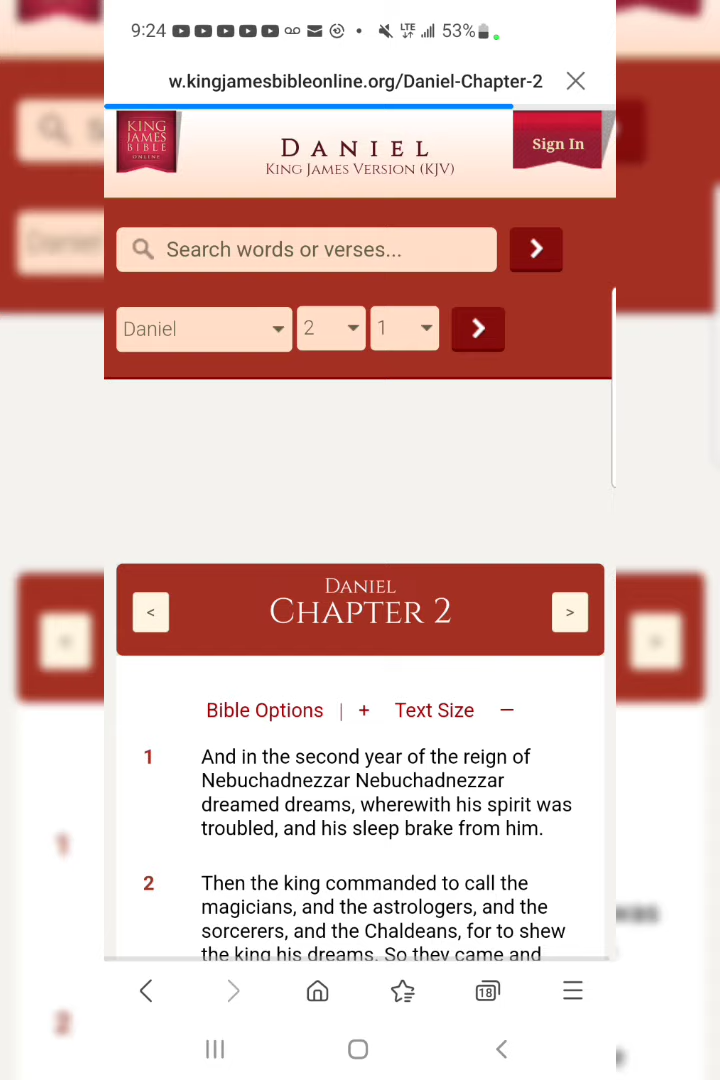 9:24 LTE 53%
w.kingjamesbibleonline.org/Daniel-Chapter-2
KING
JAMES
BIBLE
ONLINE
DANIEL
KING JAMES VERSION (KJV)
Sign In
Search words or verses...
Daniel 2 1
DANIEL
< CHAPTER 2 >
Bible Options | + Text Size −
1 And in the second year of the reign of
Nebuchadnezzar Nebuchadnezzar
dreamed dreams, wherewith his spirit was
troubled, and his sleep brake from him.
2 Then the king commanded to call the
magicians, and the astrologers, and the
sorcerers, and the Chaldeans, for to shew
the king his dreams. So they came and
18